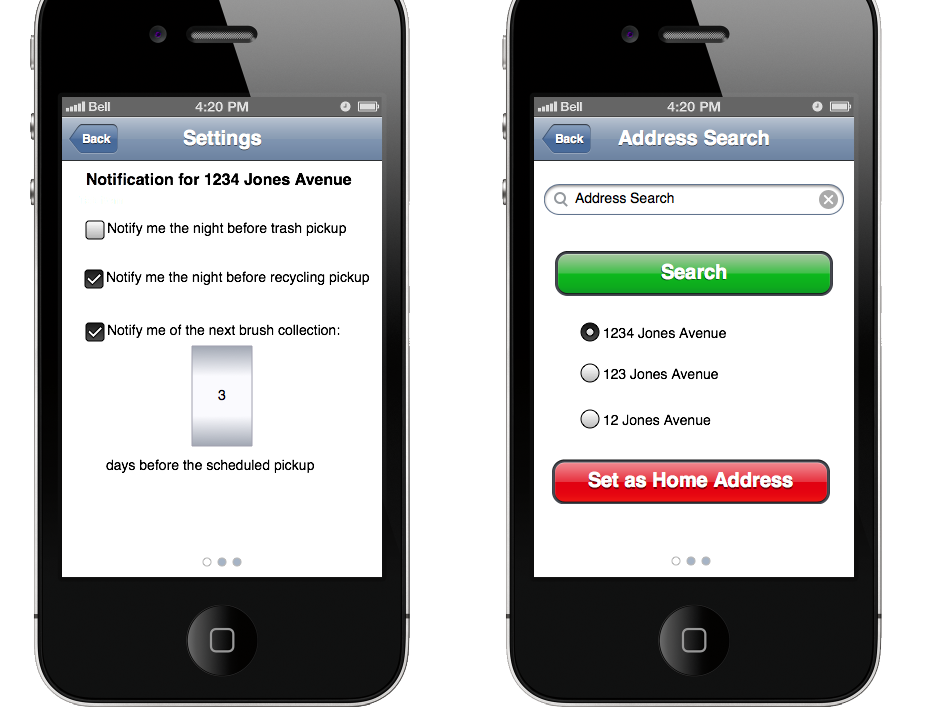 Bell 4:20 PM
Back Settings
Notification for 1234 Jones Avenue
Notify me the night before trash pickup
Notify me the night before recycling pickup
Notify me of the next brush collection:
3
days before the scheduled pickup
Bell 4:20 PM
Back Address Search
Address Search
Search
1234 Jones Avenue
123 Jones Avenue
12 Jones Avenue
Set as Home Address